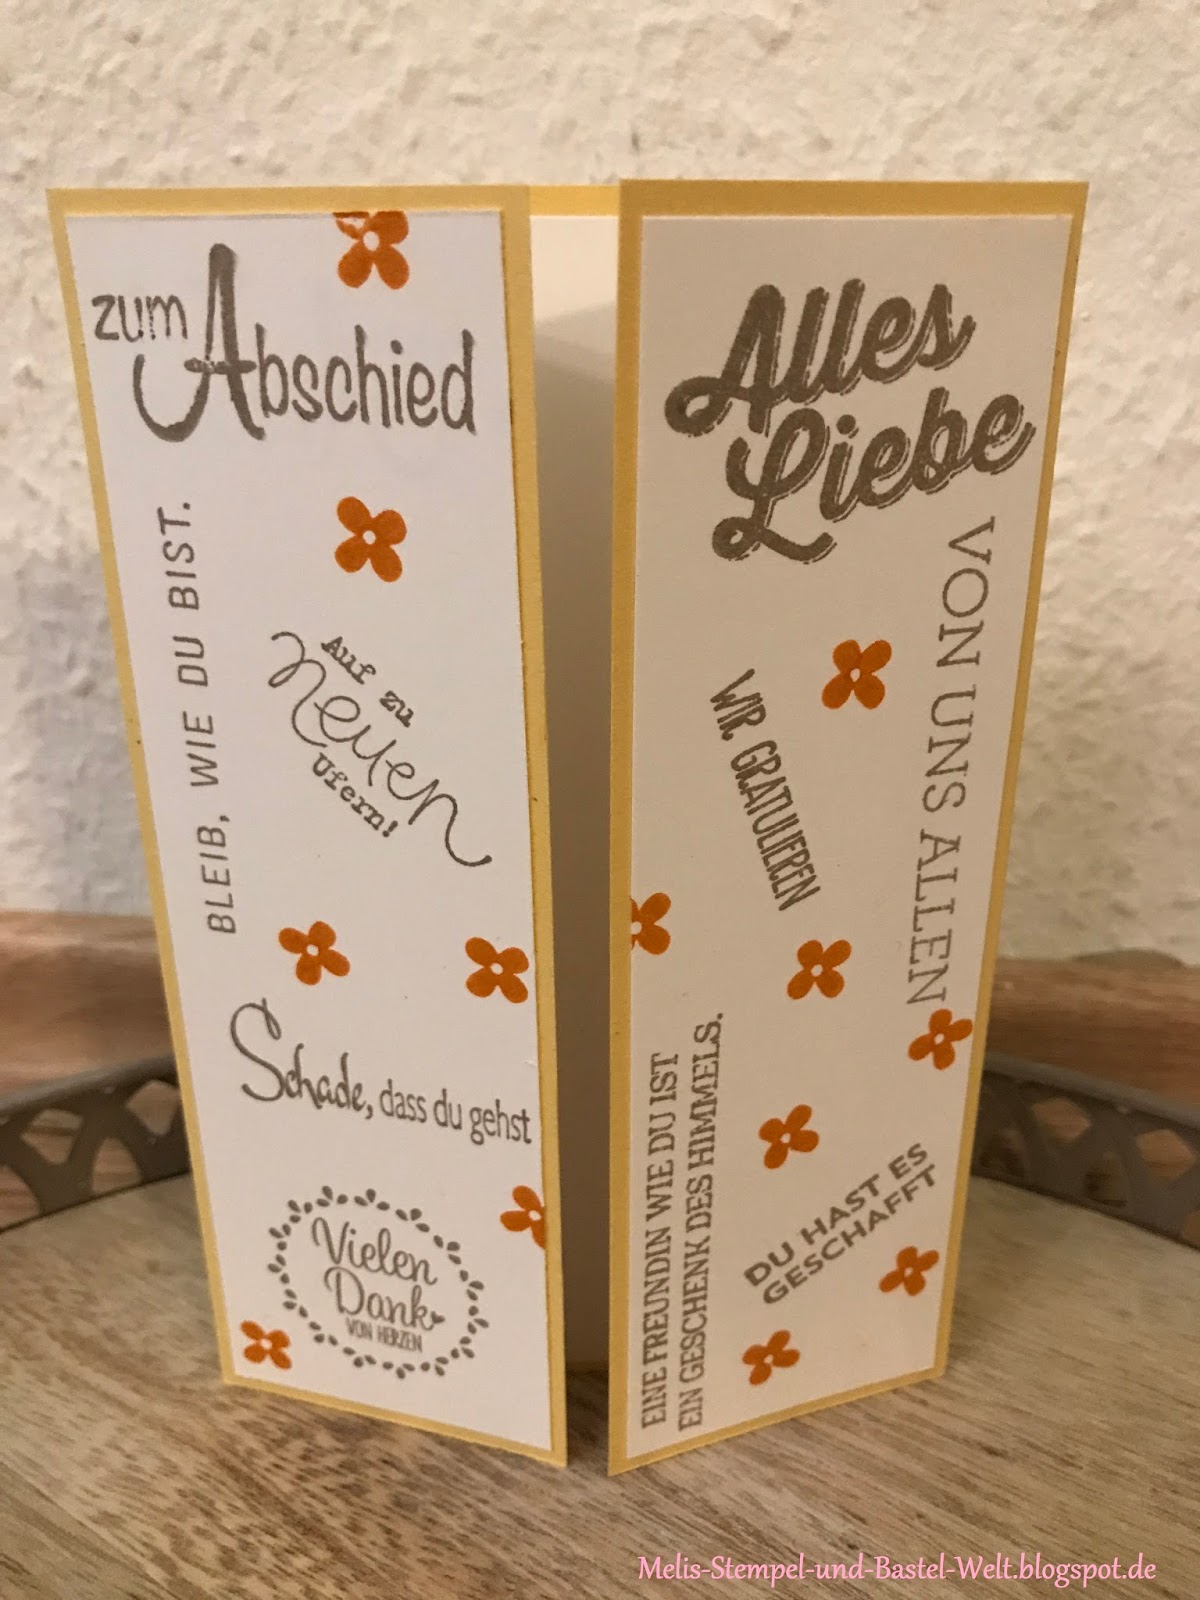 zum
Abschied
BLEIB, WIE DU BIST.
Auf zu
neuen
Ufern!
Schade, dass du gehst
Vielen
Dank
VON HERZEN
Alles
Liebe
VON UNS ALLEN
WIR GRATULIEREN
EINE FREUNDIN WIE DU IST
EIN GESCHENK DES HIMMELS.
DU HAST ES
GESCHAFFT
Melis-Stempel-und-Bastel-Welt.blogspot.de